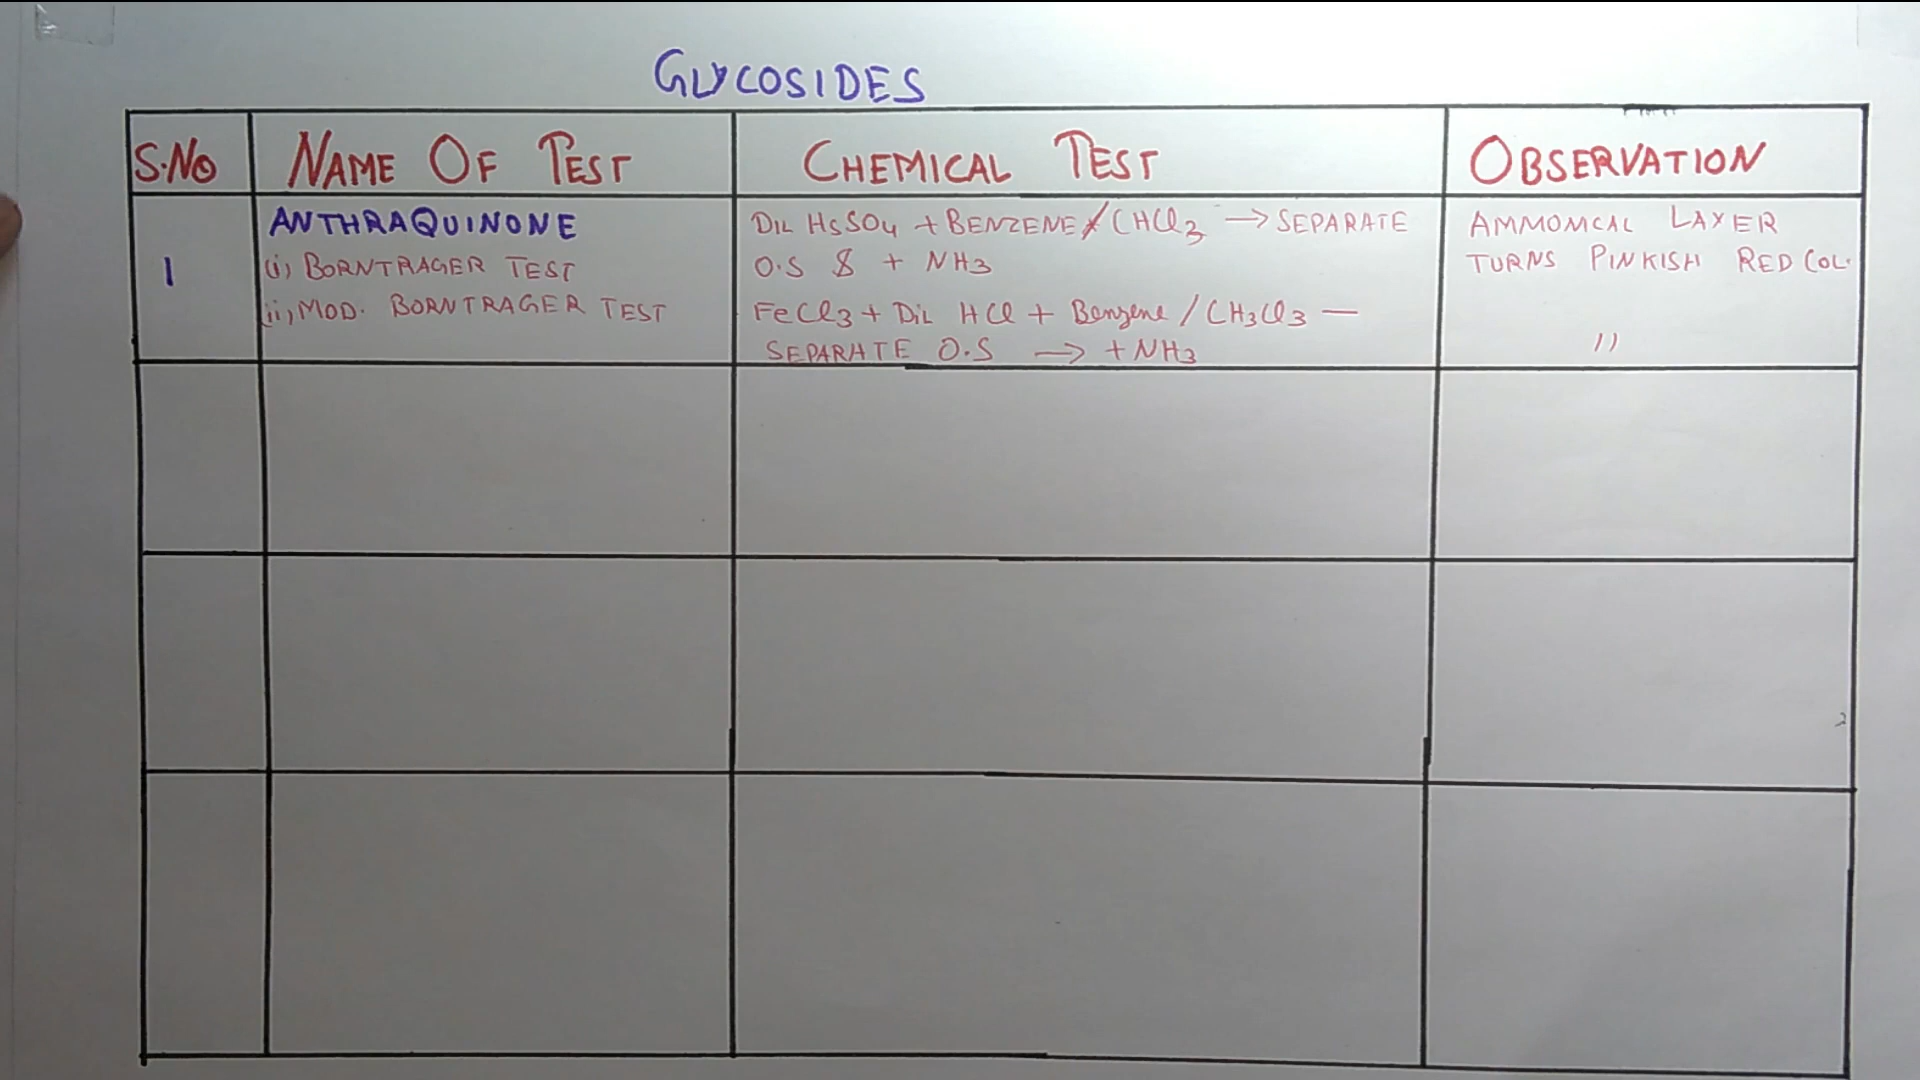 GLYCOSIDES
S.NO NAME OF TEST CHEMICAL TEST OBSERVATION
1
ANTHRAQUINONE
(i) BORNTRAGER TEST
(ii) MOD. BORNTRAGER TEST
DIL HSSO4 + BENZENE / CHCl3 → SEPARATE
O.S & + NH3
FeCl3 + DIL HCl + Benzene / CH3Cl3 —
SEPARATE O.S → + NH3
AMMONICAL LAYER
TURNS PINKISH RED COL.
"